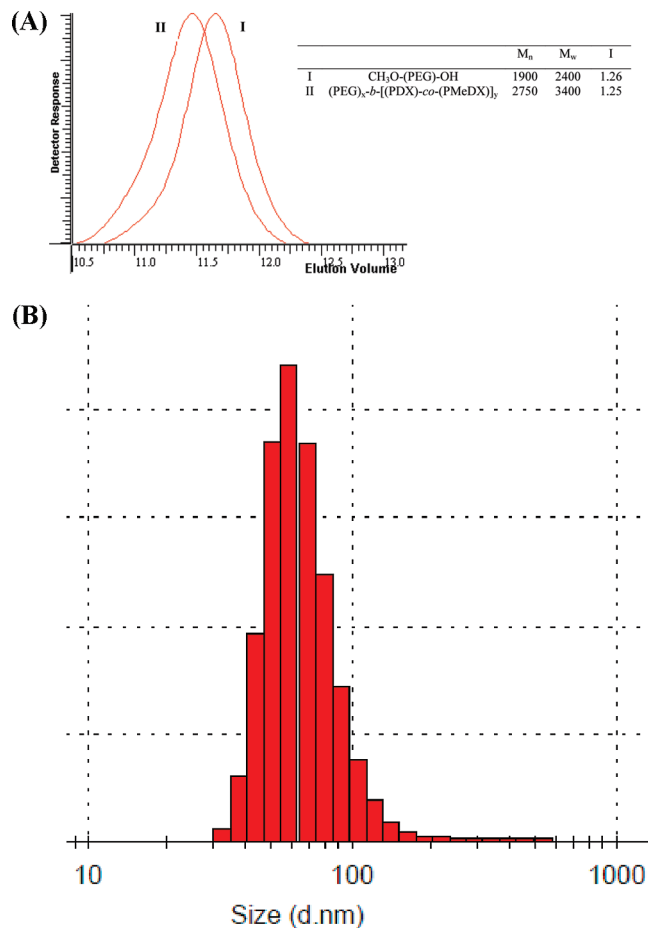 (A)
II I
Detector Response
10.5 11.0 11.5 12.0 12.5 13.0
Elution Volume
Mn Mw I
I CH3O-(PEG)-OH 1900 2400 1.26
II (PEG)x-b-[(PDX)-co-(PMeDX)]y 2750 3400 1.25
(B)
10 100 1000
Size (d.nm)